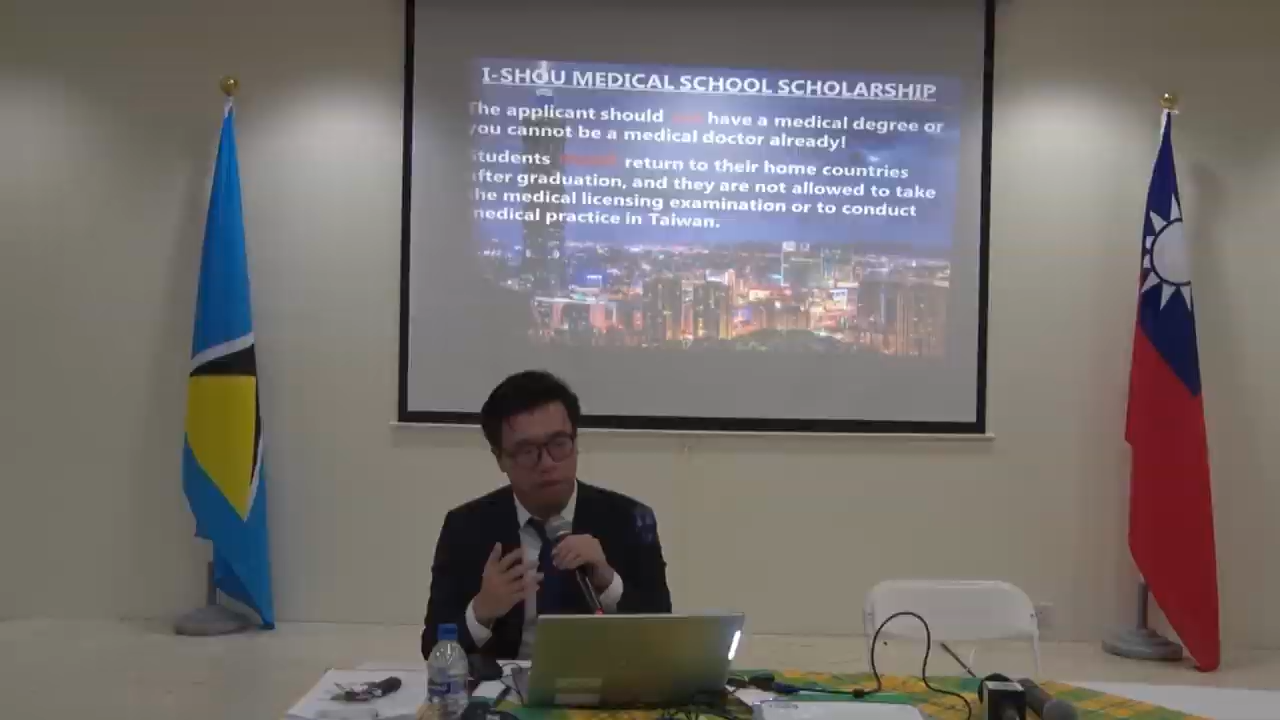 I-SHOU MEDICAL SCHOOL SCHOLARSHIP
The applicant should have a medical degree or
you cannot be a medical doctor already!
Students return to their home countries
after graduation, and they are not allowed to take
the medical licensing examination or to conduct
medical practice in Taiwan.